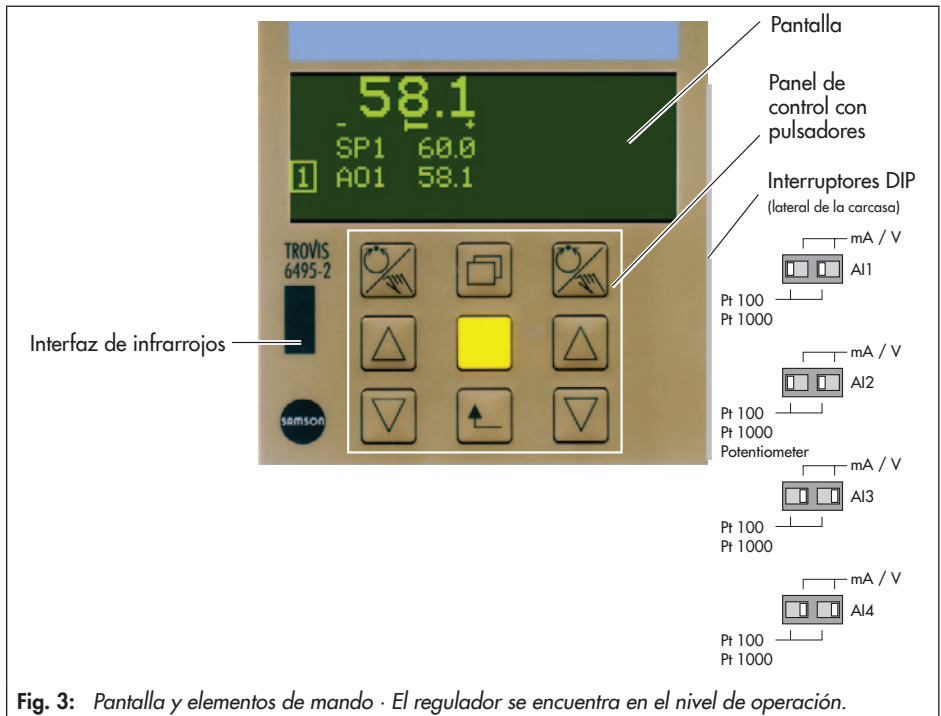 Pantalla
Panel de
control con
pulsadores
Interruptores DIP
(lateral de la carcasa)
58.1
- +
SP1 60.0
1 AO1 58.1
TROVIS
6495-2
Interfaz de infrarrojos
samson
mA / V
AI1
Pt 100
Pt 1000
mA / V
AI2
Pt 100
Pt 1000
Potentiometer
mA / V
AI3
Pt 100
Pt 1000
mA / V
AI4
Pt 100
Pt 1000
Fig. 3: Pantalla y elementos de mando · El regulador se encuentra en el nivel de operación.